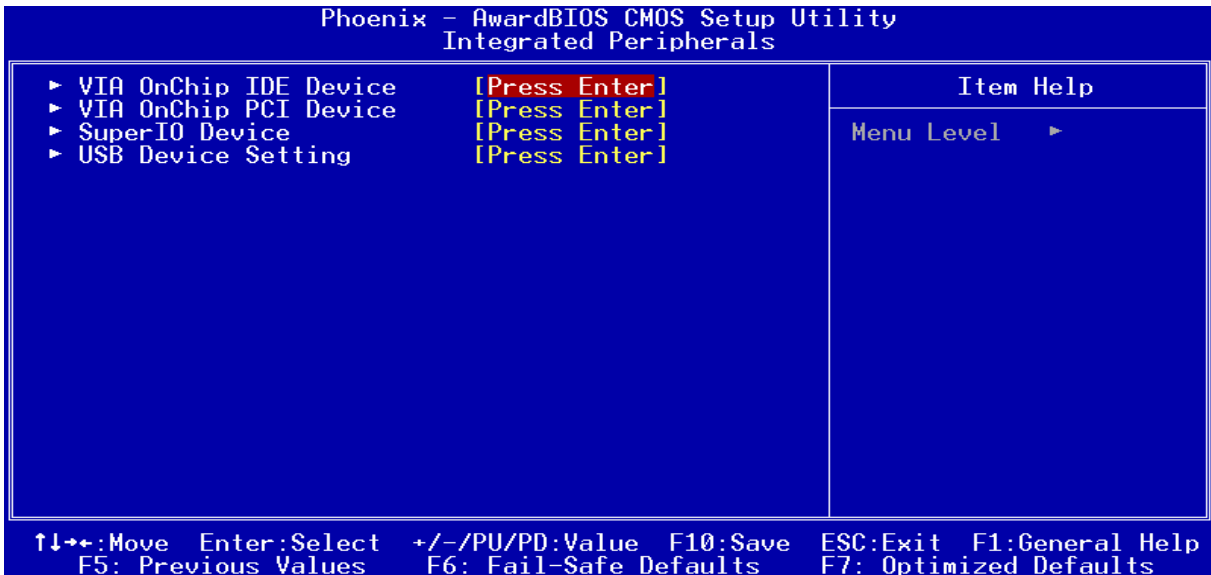 Phoenix - AwardBIOS CMOS Setup Utility
Integrated Peripherals
► VIA OnChip IDE Device [Press Enter]
► VIA OnChip PCI Device [Press Enter]
► SuperIO Device [Press Enter]
► USB Device Setting [Press Enter]
Item Help
Menu Level ►
↑↓→←:Move Enter:Select +/-/PU/PD:Value F10:Save ESC:Exit F1:General Help
F5: Previous Values F6: Fail-Safe Defaults F7: Optimized Defaults